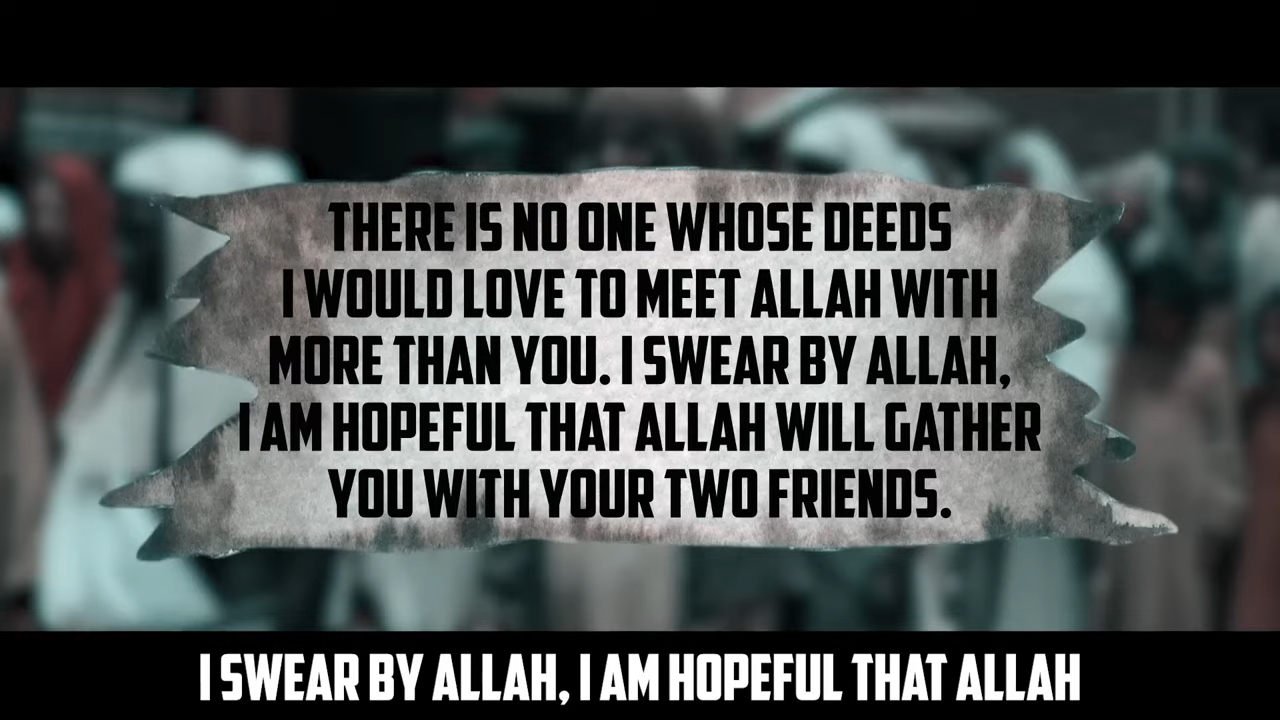 THERE IS NO ONE WHOSE DEEDS
I WOULD LOVE TO MEET ALLAH WITH
MORE THAN YOU. I SWEAR BY ALLAH,
I AM HOPEFUL THAT ALLAH WILL GATHER
YOU WITH YOUR TWO FRIENDS.
I SWEAR BY ALLAH, I AM HOPEFUL THAT ALLAH